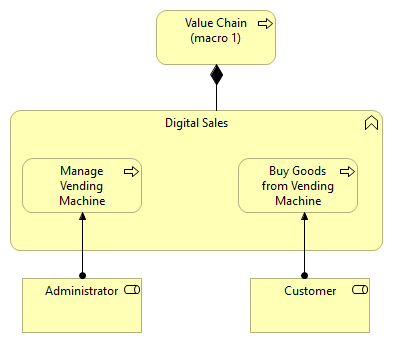 Value Chain
(macro 1)
Digital Sales
Manage
Vending
Machine
Buy Goods
from Vending
Machine
Administrator
Customer